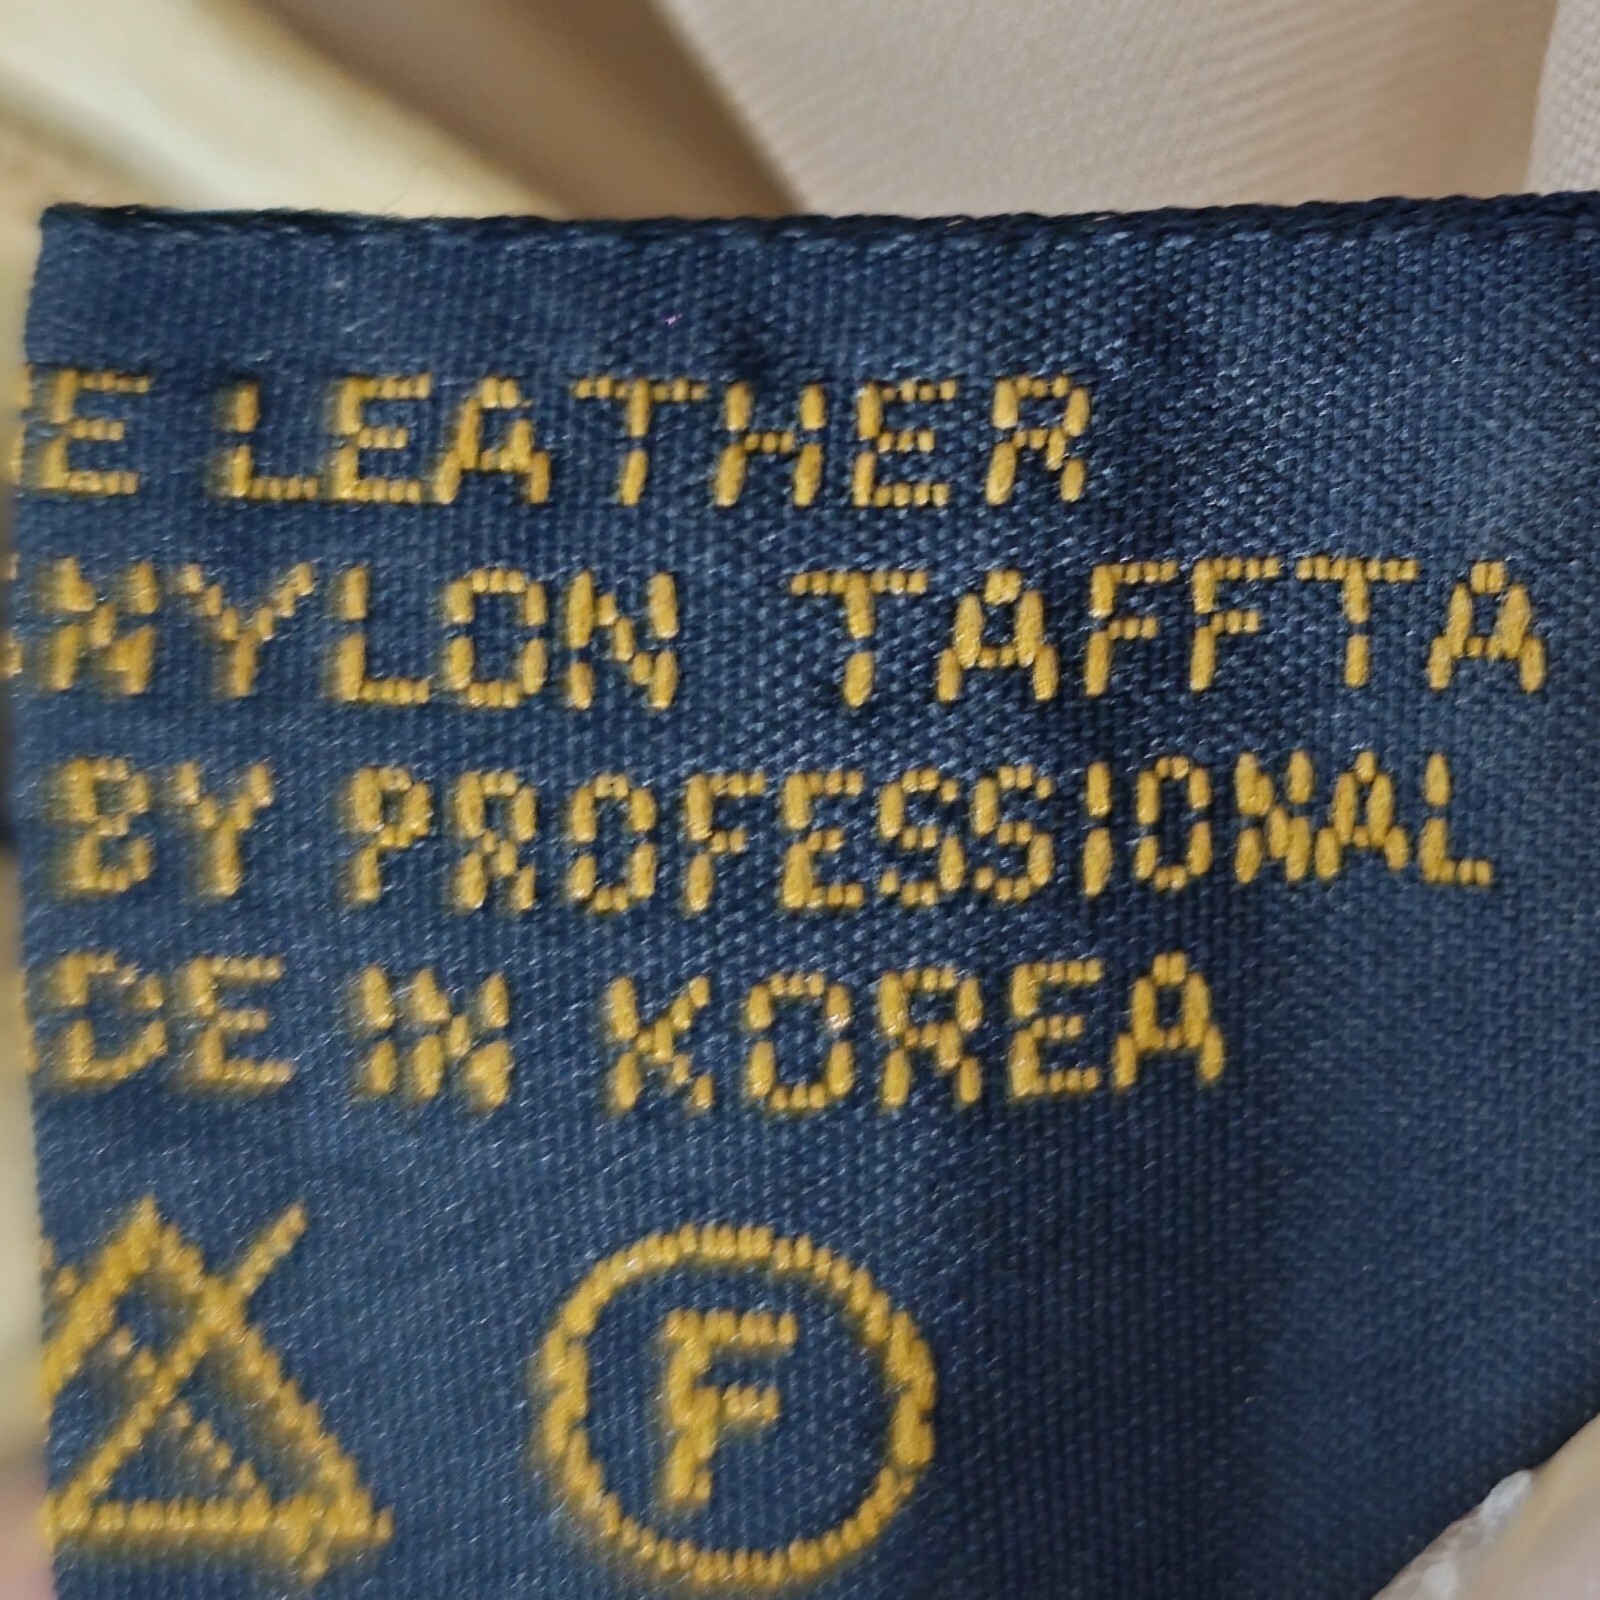 E LEATHER
NYLON TAFFTA
BY PROFESSIONAL
DE IN KOREA
F